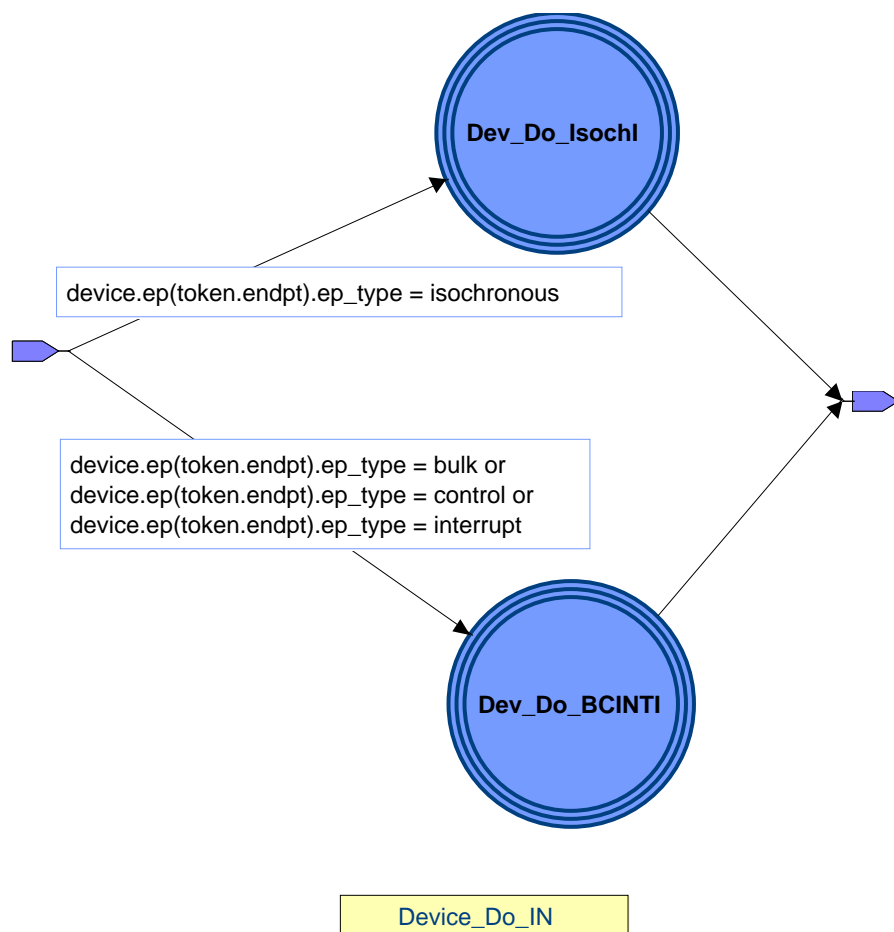 Dev_Do_IsochI
device.ep(token.endpt).ep_type = isochronous
device.ep(token.endpt).ep_type = bulk or
device.ep(token.endpt).ep_type = control or
device.ep(token.endpt).ep_type = interrupt
Dev_Do_BCINTI
Device_Do_IN